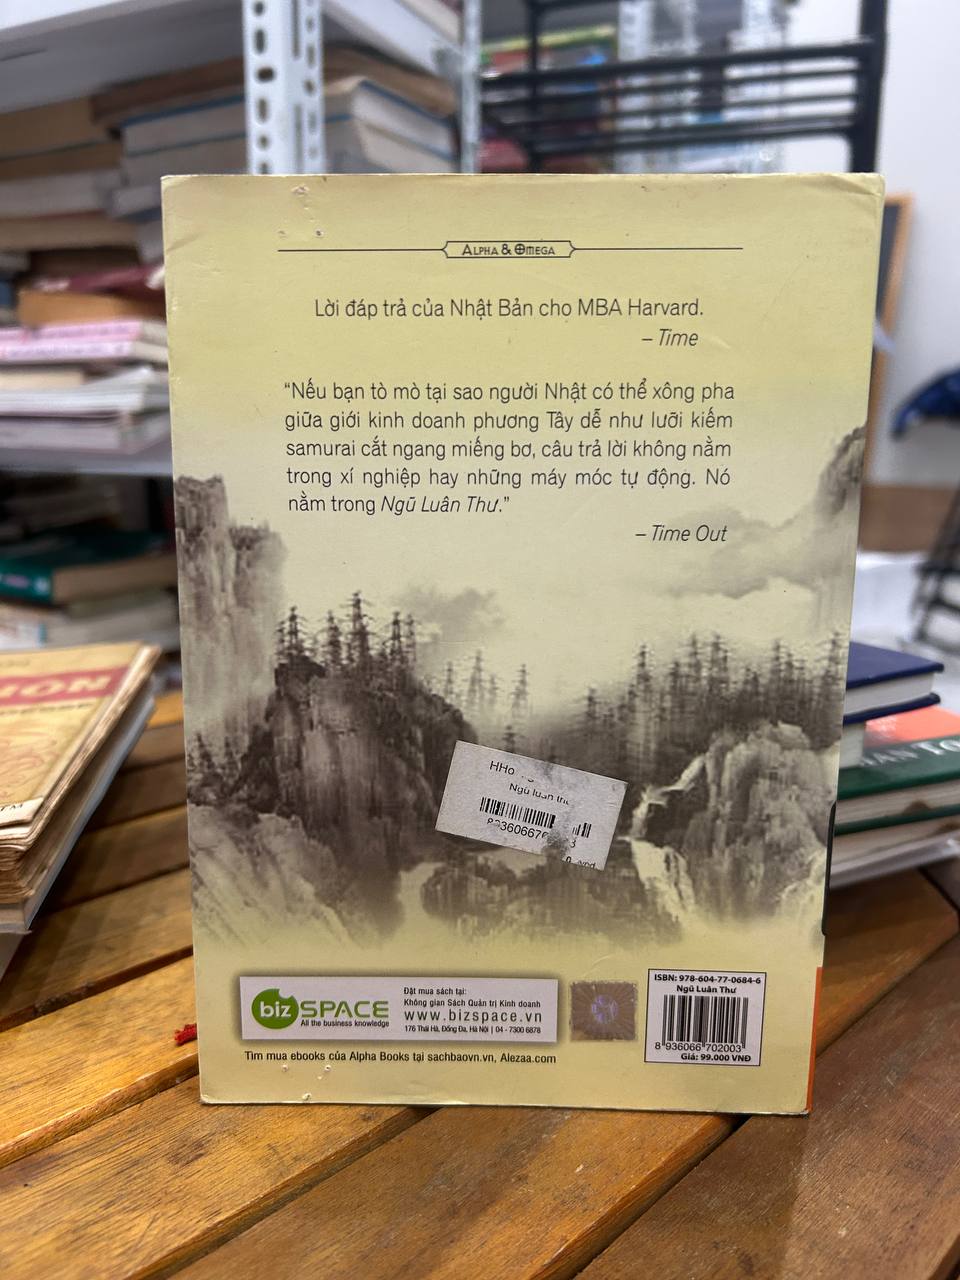 ALPHA & OMEGA
Lời đáp trả của Nhật Bản cho MBA Harvard.
– Time
“Nếu bạn tò mò tại sao người Nhật có thể xông pha
giữa giới kinh doanh phương Tây dễ như lưỡi kiếm
samurai cắt ngang miếng bơ, câu trả lời không nằm
trong xí nghiệp hay những máy móc tự động. Nó
nằm trong Ngũ Luân Thư.”
– Time Out
HHo
Ngũ luân
bizSPACE
All the business knowledge
Đặt mua sách tại:
Không gian Sách Quản trị Kinh doanh
www.bizspace.vn
176 Thái Hà, Đống Đa, Hà Nội | 04 - 7300 6878
Tìm mua ebooks của Alpha Books tại sachbaovn.vn, Alezaa.com
ISBN: 978-604-77-0684-6
Ngũ Luân Thư
8 936066 702003
Giá: 99.000 VNĐ